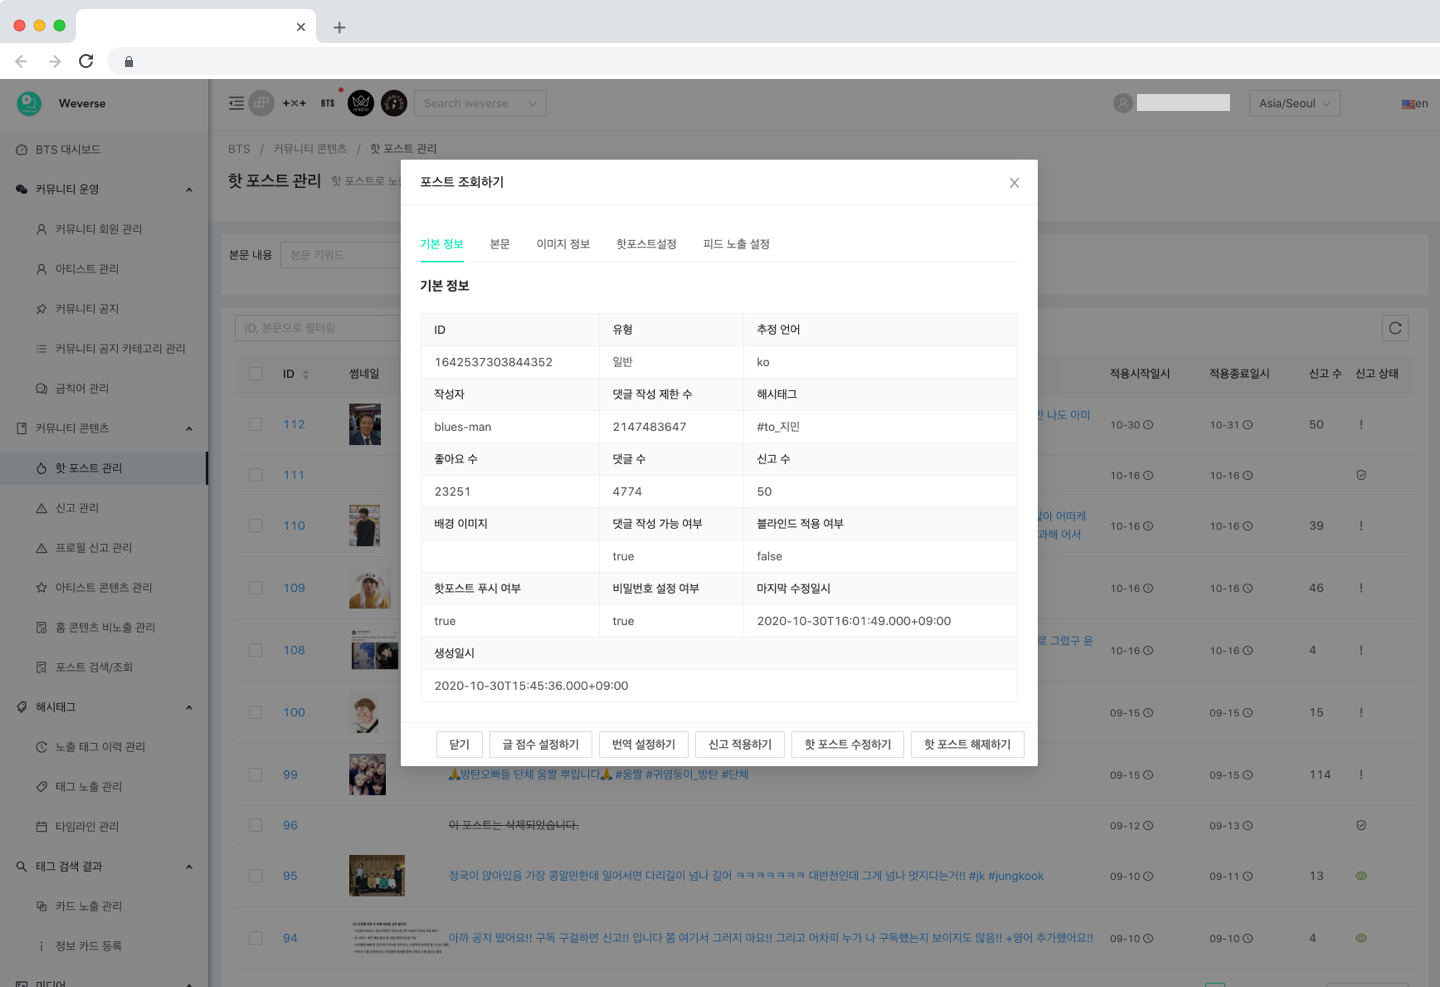 Weverse
BTS
Search weverse
Asia/Seoul
en
BTS 대시보드
커뮤니티 운영
커뮤니티 회원 관리
아티스트 관리
커뮤니티 공지
커뮤니티 공지 카테고리 관리
금칙어 관리
커뮤니티 콘텐츠
핫 포스트 관리
신고 관리
프로필 신고 관리
아티스트 콘텐츠 관리
홈 콘텐츠 비노출 관리
포스트 검색/조회
해시태그
노출 태그 이력 관리
태그 노출 관리
타임라인 관리
태그 검색 결과
카드 노출 관리
정보 카드 등록
미디어
BTS / 커뮤니티 콘텐츠 / 핫 포스트 관리
핫 포스트 관리 핫 포스트로 노출
본문 내용 본문 키워드
ID, 본문으로 필터링
포스트 조회하기
기본 정보 본문 이미지 정보 핫포스트설정 피드 노출 설정
기본 정보
ID 유형 추정 언어
1642537303844352 일반 ko
작성자 댓글 작성 제한 수 해시태그
blues-man 2147483647 #to_지민
좋아요 수 댓글 수 신고 수
23251 4774 50
배경 이미지 댓글 작성 가능 여부 블라인드 적용 여부
true false
핫포스트 푸시 여부 비밀번호 설정 여부 마지막 수정일시
true true 2020-10-30T16:01:49.000+09:00
생성일시
2020-10-30T15:45:36.000+09:00
닫기 글 점수 설정하기 번역 설정하기 신고 적용하기 핫 포스트 수정하기 핫 포스트 해제하기
ID 썸네일 적용시작일시 적용종료일시 신고 수 신고 상태
112 만 나도 아미 10-30 10-31 50 !
111 10-16 10-16
110 않아 어떠케 10-16 10-16 39 !
과해 어서
109 10-16 10-16 46 !
108 로 그렸구 윤 10-16 10-16 4 !
100 09-15 09-15 15 !
99 🙏방탄오빠들 단체 움짤 뿌립니다🙏 #움짤 #귀염둥이_방탄 #단체 09-15 09-15 114 !
96 이 포스트는 삭제되었습니다. 09-12 09-13
95 정국이 앉아있음 가장 콩알만한데 일어서면 다리길이 넘나 길어 ㅋㅋㅋㅋㅋㅋㅋ 대반전인데 그게 넘나 멋지다는거!! #jk #jungkook 09-10 09-11 13
94 아까 공지 떴어요!! 구독 구걸하면 신고!! 입니다 쫌 여기서 그러지 마요!! 그리고 어차피 누가 나 구독했는지 보이지도 않음!! +영어 추가했어요!! 09-10 09-10 4